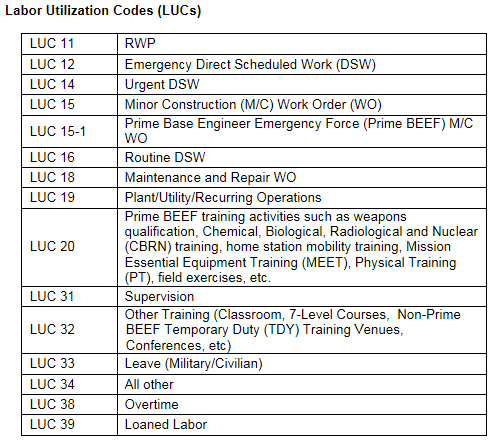 Labor Utilization Codes (LUCs)
LUC 11 RWP
LUC 12 Emergency Direct Scheduled Work (DSW)
LUC 14 Urgent DSW
LUC 15 Minor Construction (M/C) Work Order (WO)
LUC 15-1 Prime Base Engineer Emergency Force (Prime BEEF) M/C
WO
LUC 16 Routine DSW
LUC 18 Maintenance and Repair WO
LUC 19 Plant/Utility/Recurring Operations
LUC 20 Prime BEEF training activities such as weapons
qualification, Chemical, Biological, Radiological and Nuclear
(CBRN) training, home station mobility training, Mission
Essential Equipment Training (MEET), Physical Training
(PT), field exercises, etc.
LUC 31 Supervision
LUC 32 Other Training (Classroom, 7-Level Courses, Non-Prime
BEEF Temporary Duty (TDY) Training Venues,
Conferences, etc)
LUC 33 Leave (Military/Civilian)
LUC 34 All other
LUC 38 Overtime
LUC 39 Loaned Labor